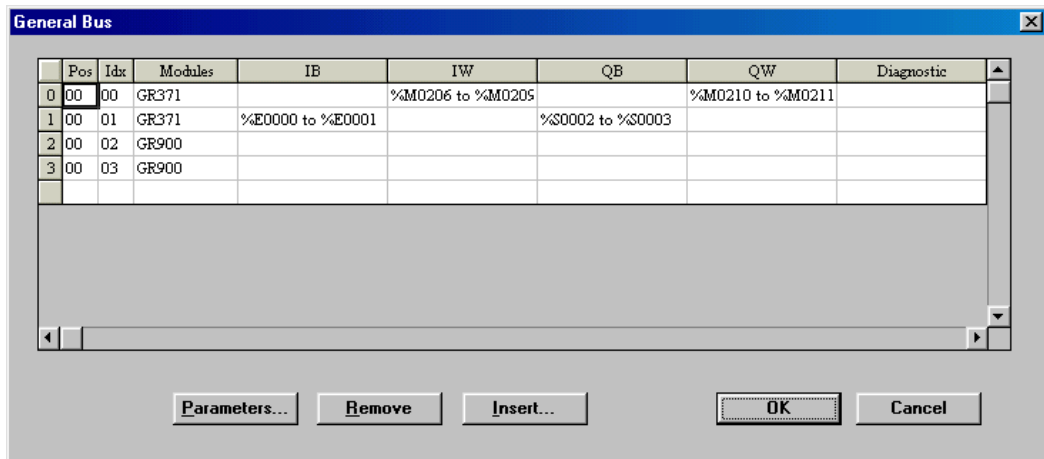 General Bus
Pos Idx Modules IB IW QB QW Diagnostic
0 00 00 GR371 %M0206 to %M0209 %M0210 to %M0211
1 00 01 GR371 %E0000 to %E0001 %S0002 to %S0003
2 00 02 GR900
3 00 03 GR900
Parameters... Remove Insert... OK Cancel